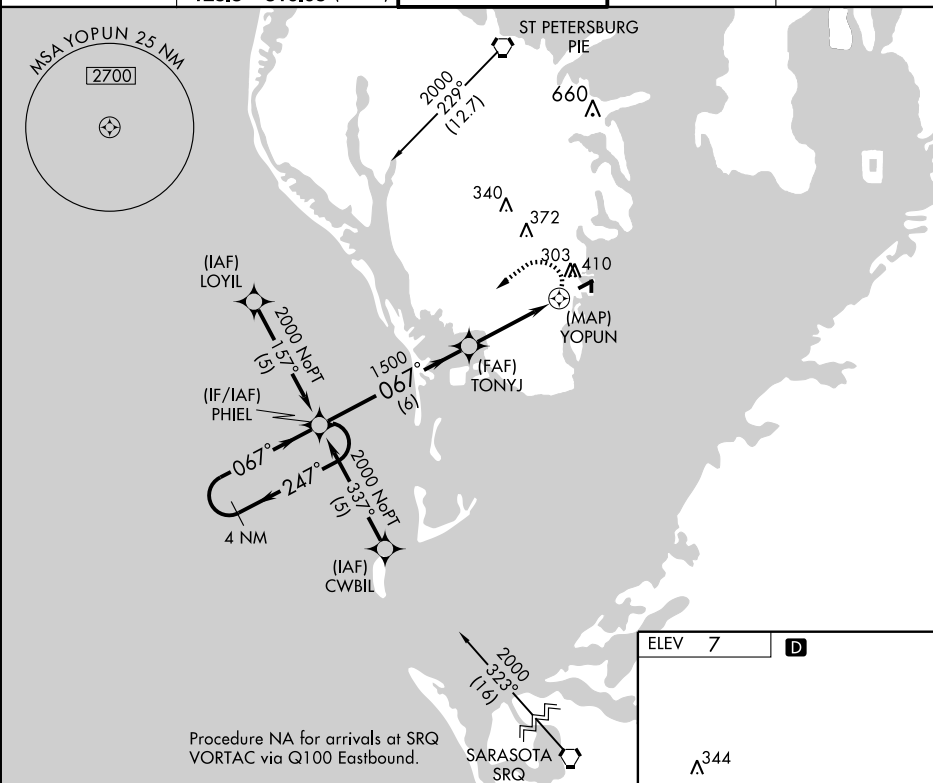 ST PETERSBURG
PIE
MSA YOPUN 25 NM
2700
2000
229°
(12.7)
660
340
372
303
410
(IAF)
LOYIL
(MAP)
YOPUN
2000 NoPT
157°
(5)
1500
067°
(6)
(FAF)
TONYJ
(IF/IAF)
PHIEL
067°
247°
2000 NoPT
337°
(5)
4 NM
(IAF)
CWBIL
2000
323°
(16)
ELEV 7
D
Procedure NA for arrivals at SRQ
VORTAC via Q100 Eastbound.
SARASOTA
SRQ
344